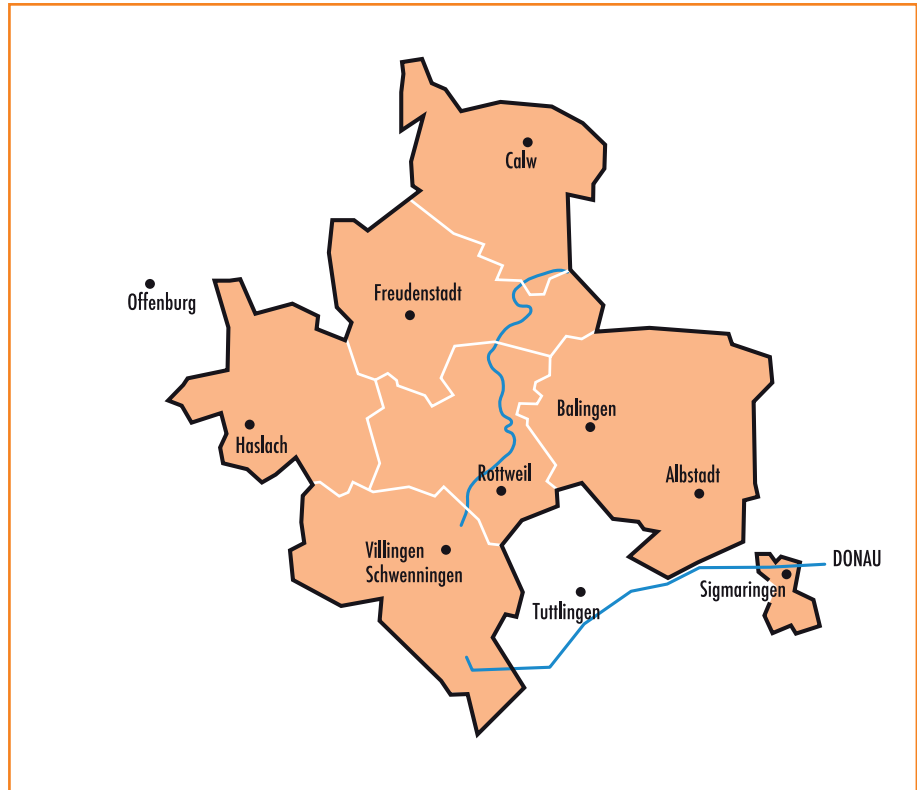 Calw
Offenburg
Freudenstadt
Balingen
Haslach
Rottweil
Albstadt
Villingen
Schwenningen
DONAU
Sigmaringen
Tuttlingen